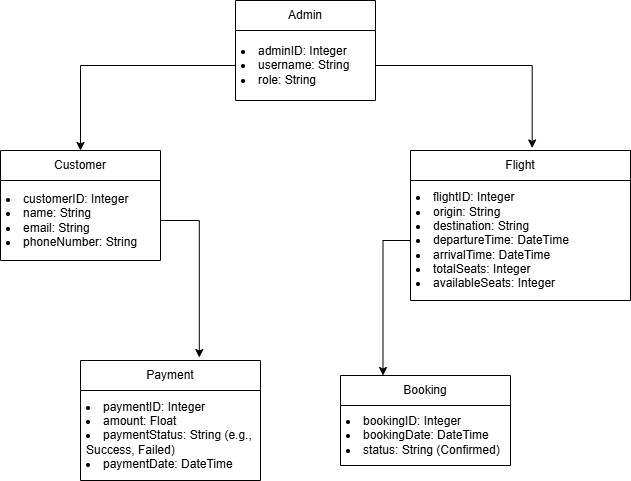 Admin
• adminID: Integer
• username: String
• role: String
Customer
• customerID: Integer
• name: String
• email: String
• phoneNumber: String
Flight
• flightID: Integer
• origin: String
• destination: String
• departureTime: DateTime
• arrivalTime: DateTime
• totalSeats: Integer
• availableSeats: Integer
Payment
• paymentID: Integer
• amount: Float
• paymentStatus: String (e.g.,
Success, Failed)
• paymentDate: DateTime
Booking
• bookingID: Integer
• bookingDate: DateTime
• status: String (Confirmed)